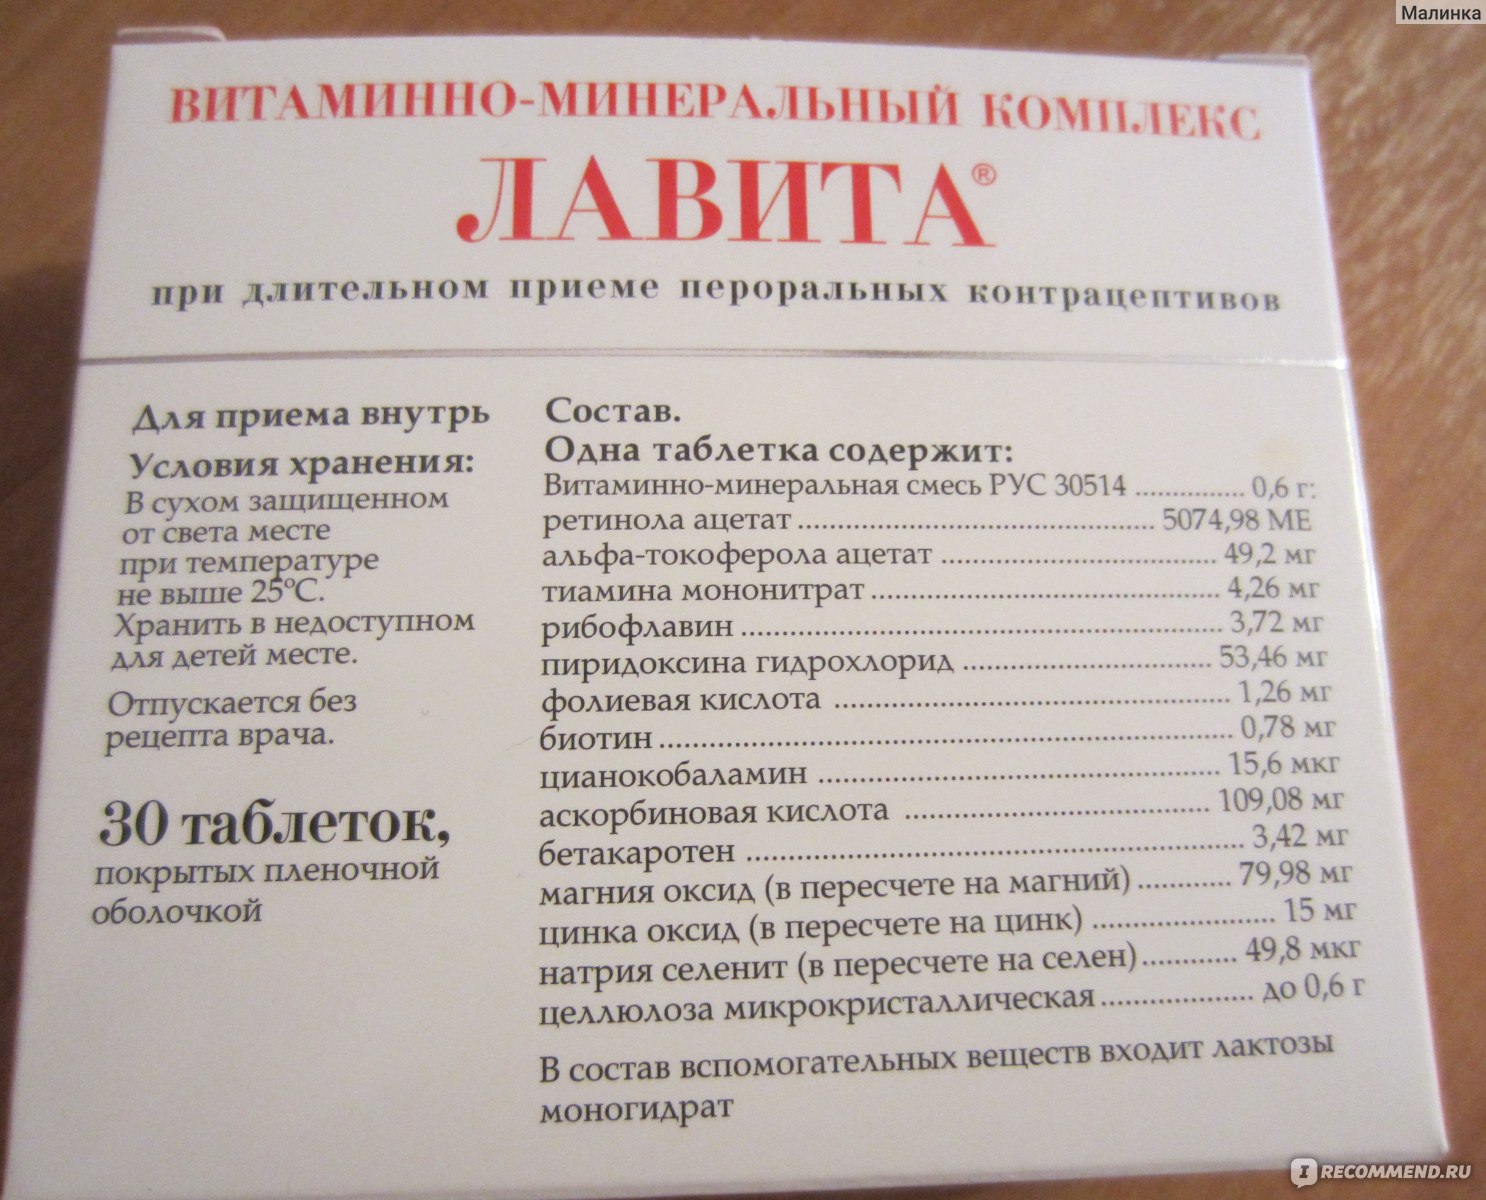 Малинка
ВИТАМИННО-МИНЕРАЛЬНЫЙ КОМПЛЕКС
ЛАВИТА®
при длительном приеме пероральных контрацептивов
Для приема внутрь
Условия хранения:
В сухом защищенном
от света месте
при температуре
не выше 25°С.
Хранить в недоступном
для детей месте.
Отпускается без
рецепта врача.
30 таблеток,
покрытых пленочной
оболочкой
Состав.
Одна таблетка содержит:
Витаминно-минеральная смесь РУС 30514 ............... 0,6 г:
ретинола ацетат ................................................ 5074,98 МЕ
альфа-токоферола ацетат ..................................... 49,2 мг
тиамина мононитрат ............................................. 4,26 мг
рибофлавин ................................................................ 3,72 мг
пиридоксина гидрохлорид .................................. 53,46 мг
фолиевая кислота ..................................................... 1,26 мг
биотин ............................................................................ 0,78 мг
цианокобаламин ..................................................... 15,6 мкг
аскорбиновая кислота ......................................... 109,08 мг
бетакаротен .................................................................. 3,42 мг
магния оксид (в пересчете на магний) ............ 79,98 мг
цинка оксид (в пересчете на цинк) ........................ 15 мг
натрия селенит (в пересчете на селен) ............ 49,8 мкг
целлюлоза микрокристаллическая .................... до 0,6 г
В состав вспомогательных веществ входит лактозы
моногидрат
IRECOMMEND.RU